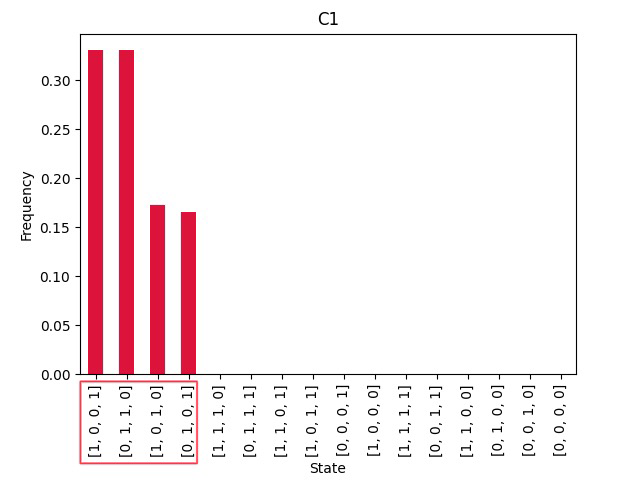 C1
Frequency
0.30
0.25
0.20
0.15
0.10
0.05
0.00
[1, 0, 0, 1]
[0, 1, 1, 0]
[1, 0, 1, 0]
[0, 1, 0, 1]
[1, 1, 1, 0]
[0, 1, 1, 1]
[1, 1, 0, 1]
[1, 0, 1, 1]
[0, 0, 0, 1]
[1, 0, 0, 0]
[1, 1, 1, 1]
[0, 0, 1, 1]
[1, 1, 0, 0]
[0, 1, 0, 0]
[0, 0, 1, 0]
[0, 0, 0, 0]
State